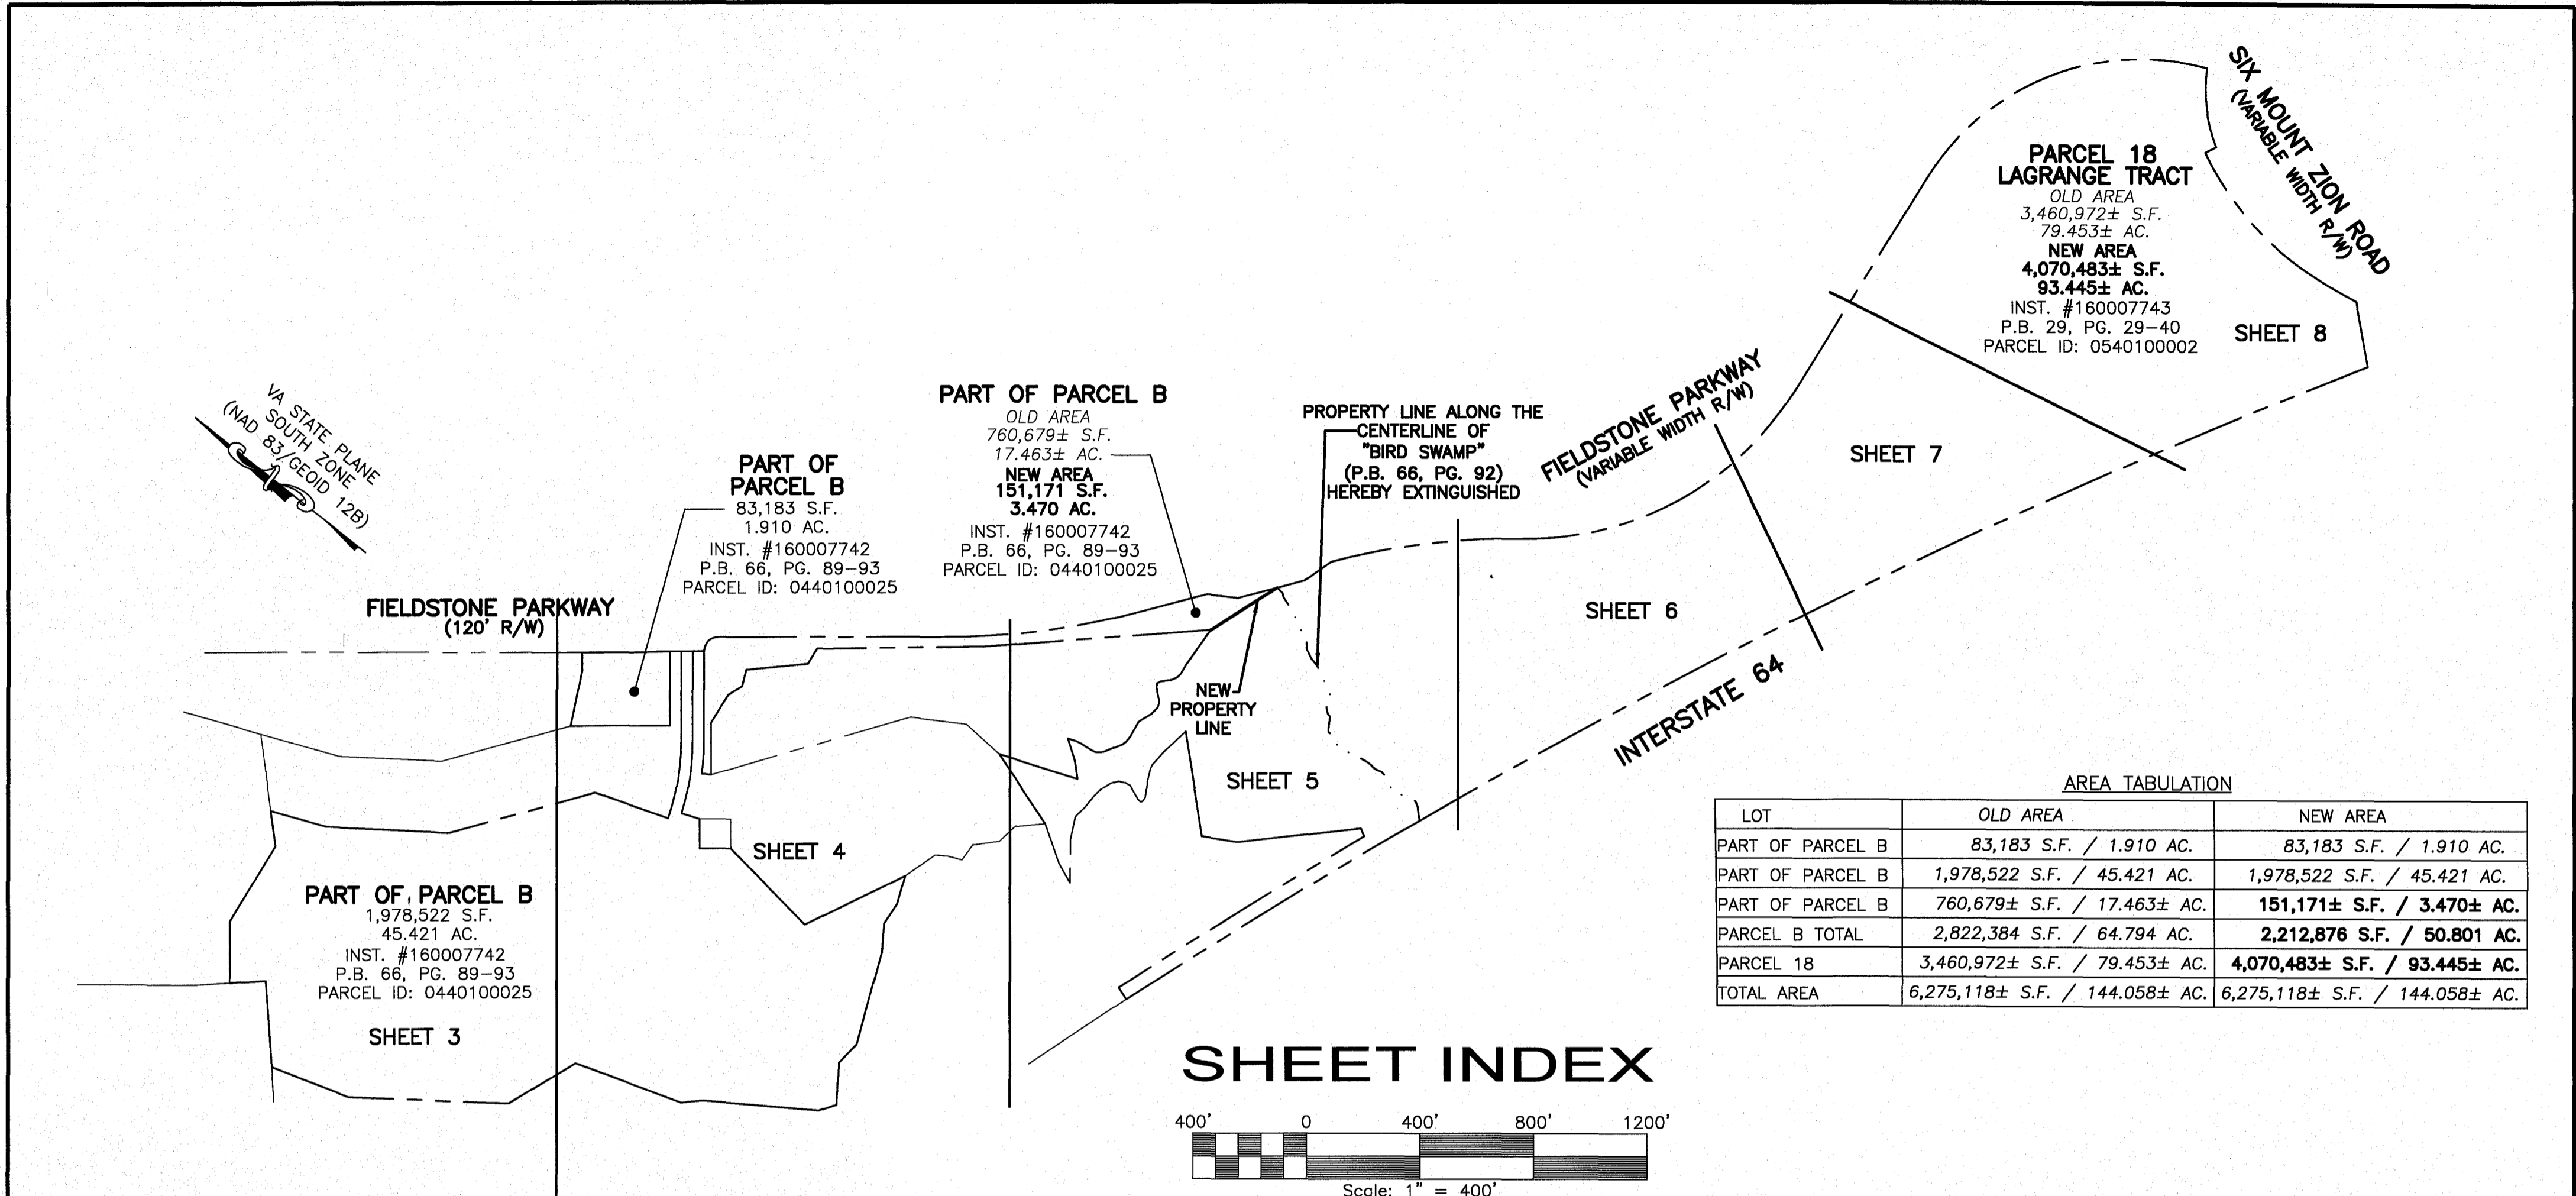 SIX MOUNT ZION ROAD
(VARIABLE WIDTH R/W)
PARCEL 18
LAGRANGE TRACT
OLD AREA
3,460,972± S.F.
79.453± AC.
NEW AREA
4,070,483± S.F.
93.445± AC.
INST. #160007743
P.B. 29, PG. 29-40
PARCEL ID: 0540100002
SHEET 8
VA STATE PLANE
SOUTH ZONE
(NAD 83/GEOID 12B)
PART OF
PARCEL B
83,183 S.F.
1.910 AC.
INST. #160007742
P.B. 66, PG. 89-93
PARCEL ID: 0440100025
PART OF PARCEL B
OLD AREA
760,679± S.F.
17.463± AC.
NEW AREA
151,171 S.F.
3.470 AC.
INST. #160007742
P.B. 66, PG. 89-93
PARCEL ID: 0440100025
PROPERTY LINE ALONG THE
CENTERLINE OF
"BIRD SWAMP"
(P.B. 66, PG. 92)
HEREBY EXTINGUISHED
FIELDSTONE PARKWAY
(VARIABLE WIDTH R/W)
SHEET 7
SHEET 6
FIELDSTONE PARKWAY
(120' R/W)
NEW
PROPERTY
LINE
INTERSTATE 64
SHEET 5
SHEET 4
PART OF PARCEL B
1,978,522 S.F.
45.421 AC.
INST. #160007742
P.B. 66, PG. 89-93
PARCEL ID: 0440100025
SHEET 3
AREA TABULATION
LOT OLD AREA NEW AREA
PART OF PARCEL B 83,183 S.F. / 1.910 AC. 83,183 S.F. / 1.910 AC.
PART OF PARCEL B 1,978,522 S.F. / 45.421 AC. 1,978,522 S.F. / 45.421 AC.
PART OF PARCEL B 760,679± S.F. / 17.463± AC. 151,171± S.F. / 3.470± AC.
PARCEL B TOTAL 2,822,384 S.F. / 64.794 AC. 2,212,876 S.F. / 50.801 AC.
PARCEL 18 3,460,972± S.F. / 79.453± AC. 4,070,483± S.F. / 93.445± AC.
TOTAL AREA 6,275,118± S.F. / 144.058± AC. 6,275,118± S.F. / 144.058± AC.
SHEET INDEX
400' 0 400' 800' 1200'
Scale: 1" = 400'